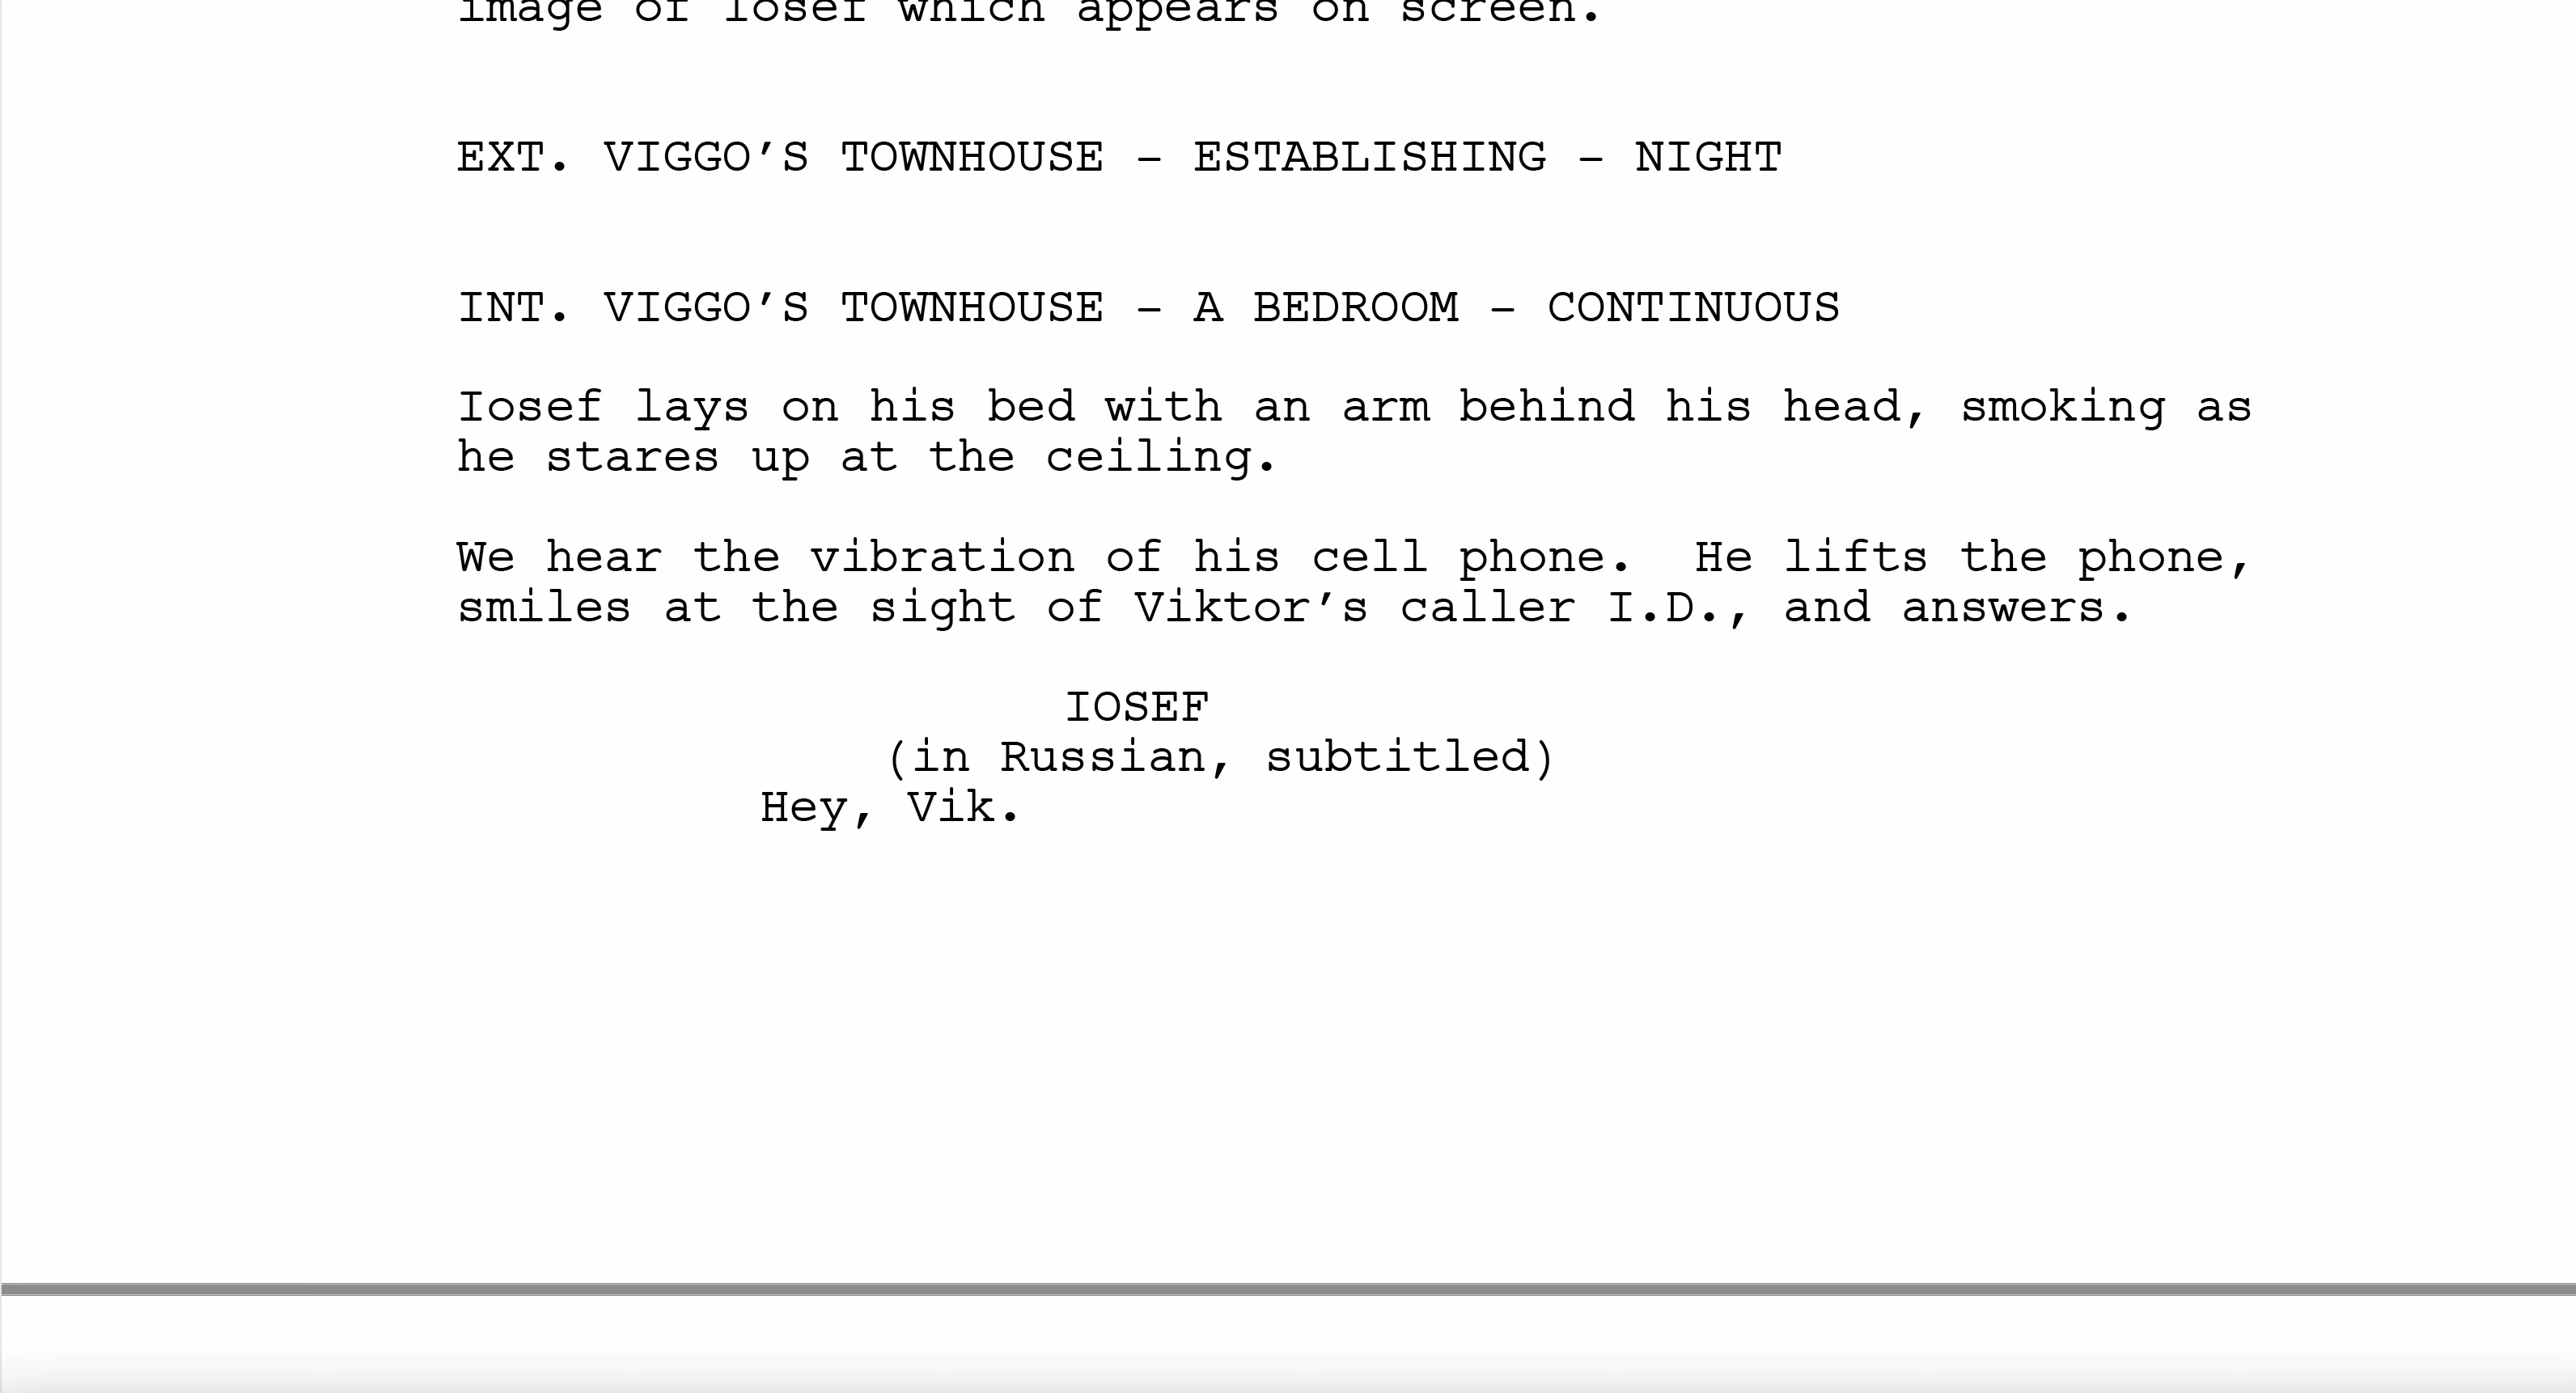 image of Iosef which appears on screen.
EXT. VIGGO’S TOWNHOUSE – ESTABLISHING – NIGHT
INT. VIGGO’S TOWNHOUSE – A BEDROOM – CONTINUOUS
Iosef lays on his bed with an arm behind his head, smoking as
he stares up at the ceiling.
We hear the vibration of his cell phone.  He lifts the phone,
smiles at the sight of Viktor’s caller I.D., and answers.
IOSEF
(in Russian, subtitled)
Hey, Vik.